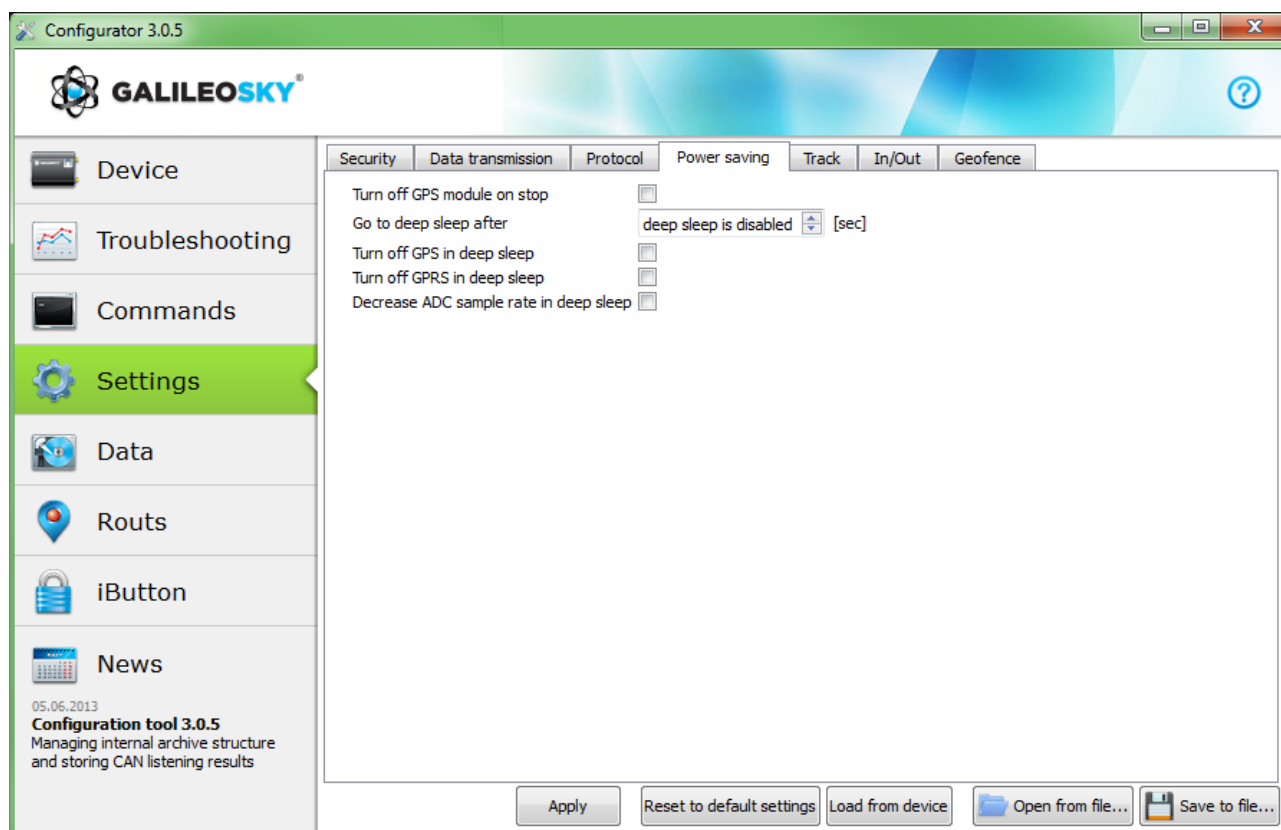 Configurator 3.0.5
GALILEOSKY®
Device
Troubleshooting
Commands
Settings
Data
Routs
iButton
News
05.06.2013
Configuration tool 3.0.5
Managing internal archive structure
and storing CAN listening results
Security Data transmission Protocol Power saving Track In/Out Geofence
Turn off GPS module on stop
Go to deep sleep after deep sleep is disabled [sec]
Turn off GPS in deep sleep
Turn off GPRS in deep sleep
Decrease ADC sample rate in deep sleep
Apply Reset to default settings Load from device Open from file... Save to file...